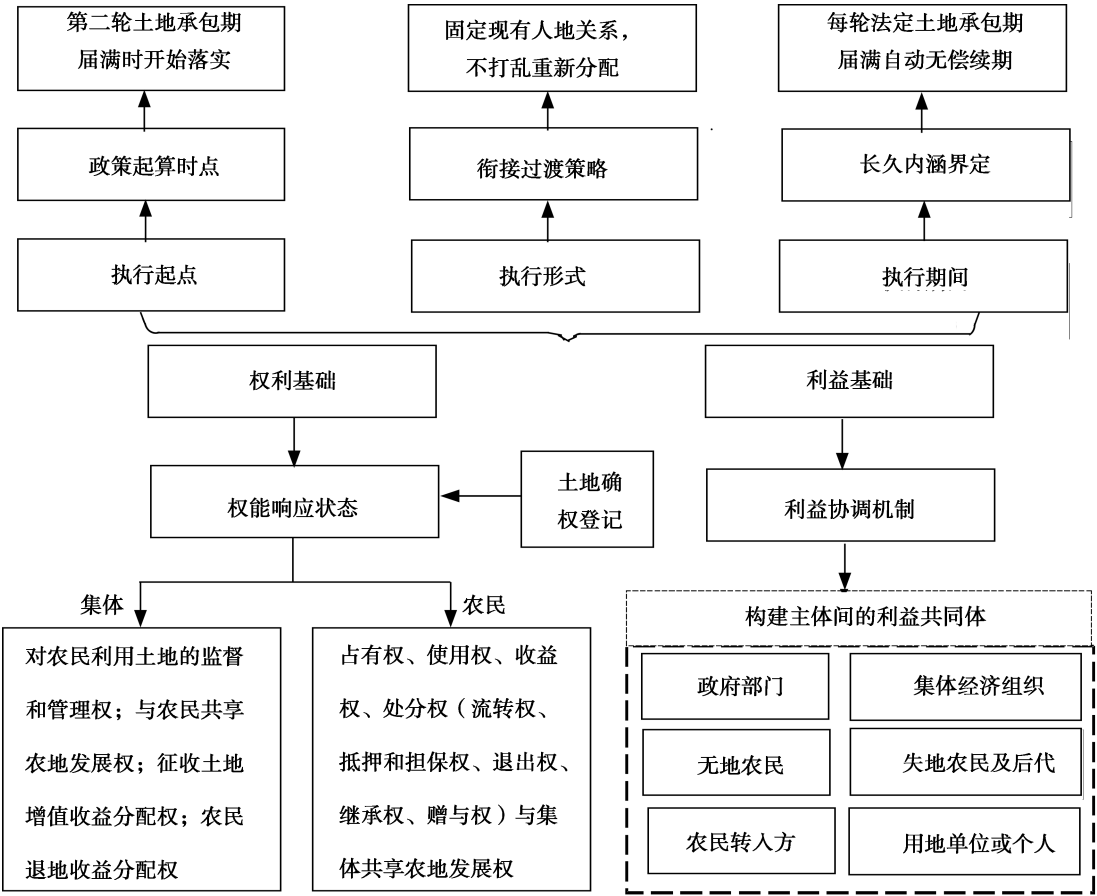 第二轮土地承包期
届满时开始落实
固定现有人地关系，
不打乱重新分配
每轮法定土地承包期
届满自动无偿续期
政策起算时点
衔接过渡策略
长久内涵界定
执行起点
执行形式
执行期间
权利基础
利益基础
权能响应状态
土地确
权登记
利益协调机制
集体
农民
对农民利用土地的监督
和管理权；与农民共享
农地发展权；征收土地
增值收益分配权；农民
退地收益分配权
占有权、使用权、收益
权、处分权（流转权、
抵押和担保权、退出权、
继承权、赠与权）与集
体共享农地发展权
构建主体间的利益共同体
政府部门
集体经济组织
无地农民
失地农民及后代
农民转入方
用地单位或个人